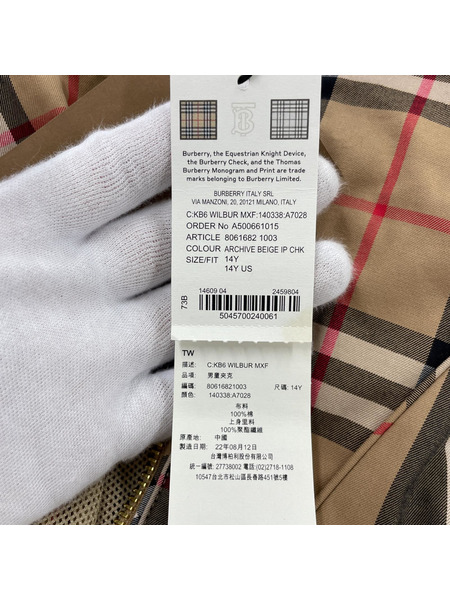 Burberry, the Equestrian Knight Device,
the Burberry Check, and the Thomas
Burberry Monogram and Print are trade
marks belonging to Burberry Limited.
BURBERRY ITALY SRL
VIA MANZONI, 20, 20121 MILANO, ITALY
C:KB6 WILBUR MXF:140338:A7028
ORDER No A500661015
ARTICLE 8061682 1003
COLOUR ARCHIVE BEIGE IP CHK
SIZE/FIT 14Y
14Y US
73B
14609 04 2459804
5045700240061
TW
描述: C:KB6 WILBUR MXF
品項: 男童夾克
編碼: 80616821003 尺碼: 14Y
顏色: 140338:A7028
布料
100%棉
上身里料
100%聚酯纖維
原產地: 中國
製造日期: 22年08月12日
台灣博柏利股份有限公司
統一編號: 27738002 電話:(02)2718-1108
10547台北市松山區長春路451號5樓